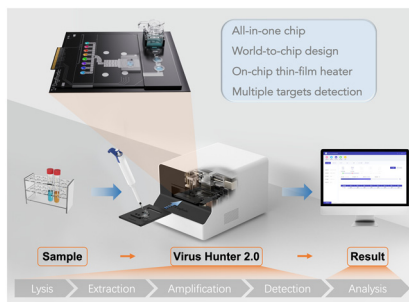 All-in-one chip
World-to-chip design
On-chip thin-film heater
Multiple targets detection
Sample
Virus Hunter 2.0
Result
Lysis
Extraction
Amplification
Detection
Analysis